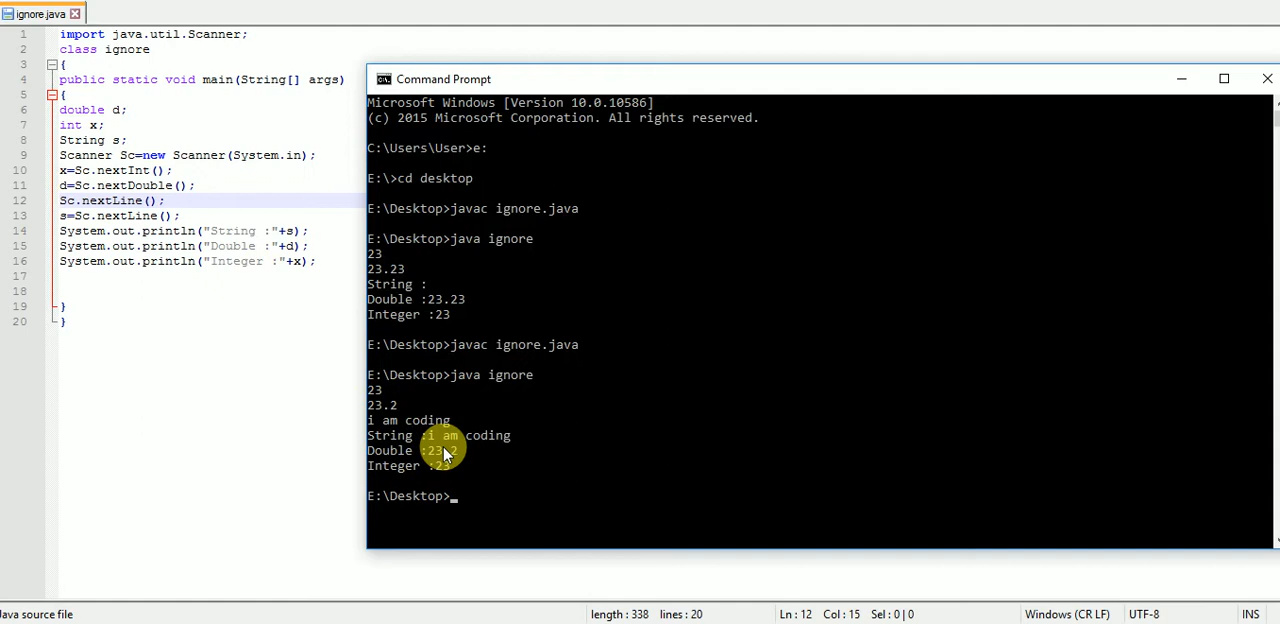 ignore.java
1 import java.util.Scanner;
2 class ignore
3 {
4 public static void main(String[] args)
5 {
6 double d;
7 int x;
8 String s;
9 Scanner Sc=new Scanner(System.in);
10 x=Sc.nextInt();
11 d=Sc.nextDouble();
12 Sc.nextLine();
13 s=Sc.nextLine();
14 System.out.println("String :"+s);
15 System.out.println("Double :"+d);
16 System.out.println("Integer :"+x);
17
18
19 }
20 }
Command Prompt
Microsoft Windows [Version 10.0.10586]
(c) 2015 Microsoft Corporation. All rights reserved.
C:\Users\User>e:
E:\>cd desktop
E:\Desktop>javac ignore.java
E:\Desktop>java ignore
23
23.23
String :
Double :23.23
Integer :23
E:\Desktop>javac ignore.java
E:\Desktop>java ignore
23
23.2
i am coding
String :i am coding
Double :23.2
Integer :23
E:\Desktop>_
Java source file
length : 338 lines : 20
Ln : 12 Col : 15 Sel : 0 | 0
Windows (CR LF)
UTF-8
INS